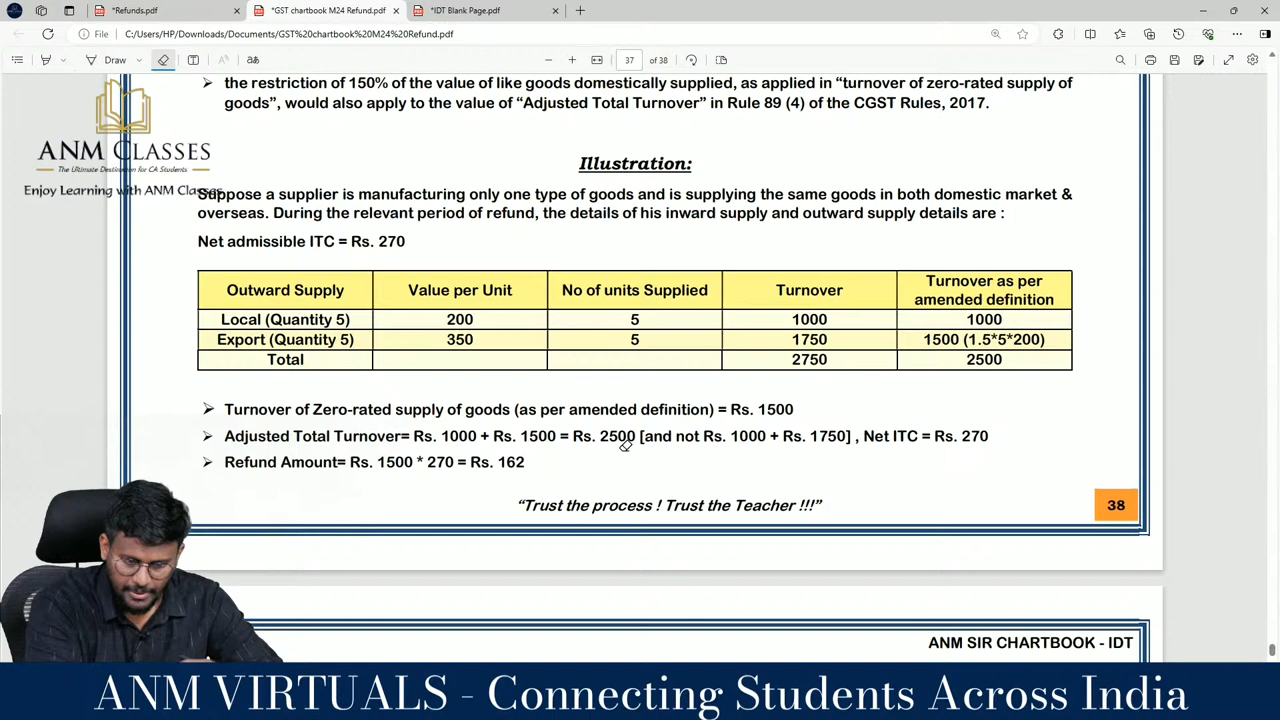 *Refunds.pdf
*GST chartbook M24 Refund.pdf
*IDT Blank Page.pdf
File
C:/Users/HP/Downloads/Documents/GST%20chartbook%20M24%20Refund.pdf
Draw
37 of 38
the restriction of 150% of the value of like goods domestically supplied, as applied in “turnover of zero-rated supply of
goods”, would also apply to the value of “Adjusted Total Turnover” in Rule 89 (4) of the CGST Rules, 2017.
ANM CLASSES
The Ultimate Destination for CA Students
Enjoy Learning with ANM Classes
Illustration:
Suppose a supplier is manufacturing only one type of goods and is supplying the same goods in both domestic market &
overseas. During the relevant period of refund, the details of his inward supply and outward supply details are :
Net admissible ITC = Rs. 270
Outward Supply Value per Unit No of units Supplied Turnover Turnover as per amended definition
Local (Quantity 5) 200 5 1000 1000
Export (Quantity 5) 350 5 1750 1500 (1.5*5*200)
Total 2750 2500
➢ Turnover of Zero-rated supply of goods (as per amended definition) = Rs. 1500
➢ Adjusted Total Turnover= Rs. 1000 + Rs. 1500 = Rs. 2500 [and not Rs. 1000 + Rs. 1750] , Net ITC = Rs. 270
➢ Refund Amount= Rs. 1500 * 270 = Rs. 162
“Trust the process ! Trust the Teacher !!!”
38
ANM SIR CHARTBOOK - IDT
ANM VIRTUALS - Connecting Students Across India